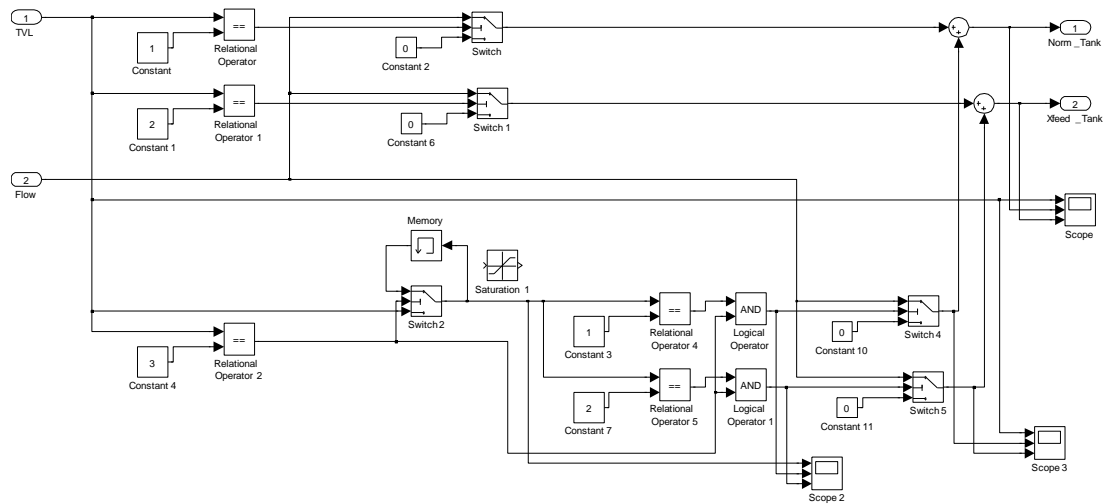 1
TVL
==
Relational
Operator
1
Constant
0
Constant 2
Switch
1
Norm _Tank
==
Relational
Operator 1
2
Constant 1
0
Constant 6
Switch 1
2
Xfeed _Tank
2
Flow
Scope
Memory
Saturation 1
Switch 2
==
Relational
Operator 2
3
Constant 4
1
Constant 3
==
Relational
Operator 4
AND
Logical
Operator
0
Constant 10
Switch 4
2
Constant 7
==
Relational
Operator 5
AND
Logical
Operator 1
0
Constant 11
Switch 5
Scope 3
Scope 2